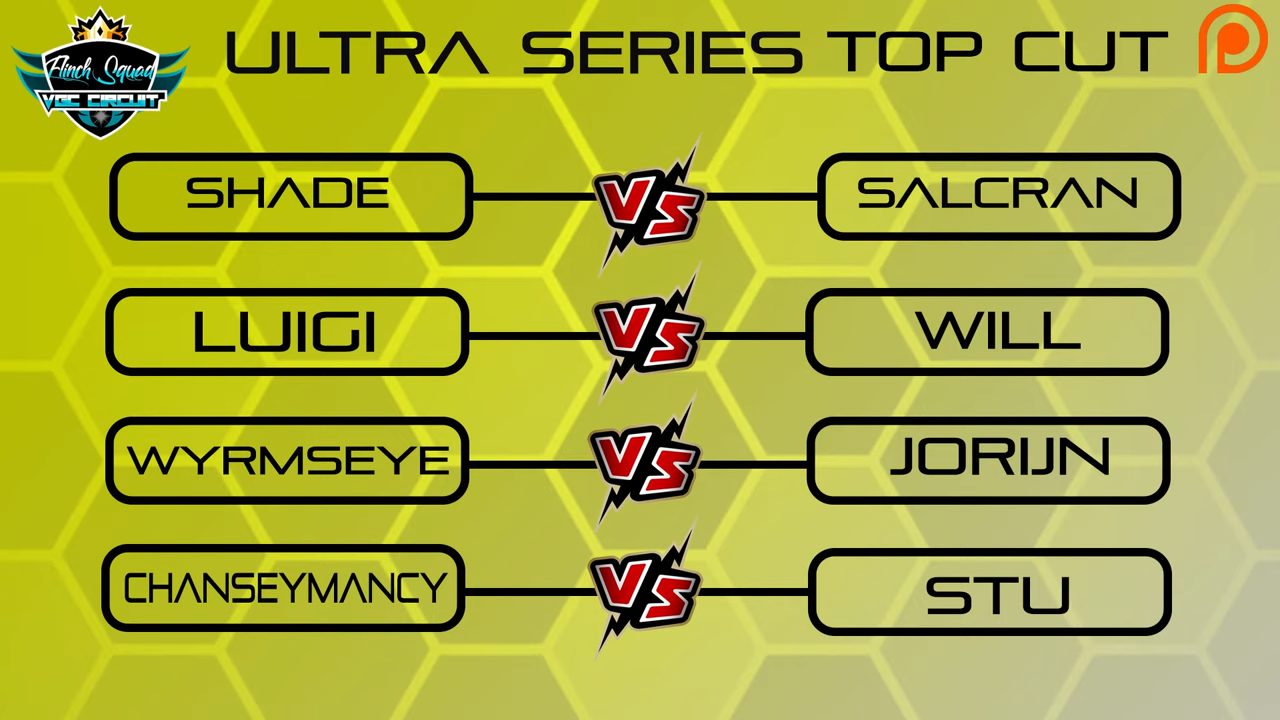 Flinch Squad
VGC CIRCUIT
ULTRA SERIES TOP CUT
SHADE VS SALCRAN
LUIGI VS WILL
WYRMSEYE VS JORIJN
CHANSEYMANCY VS STU